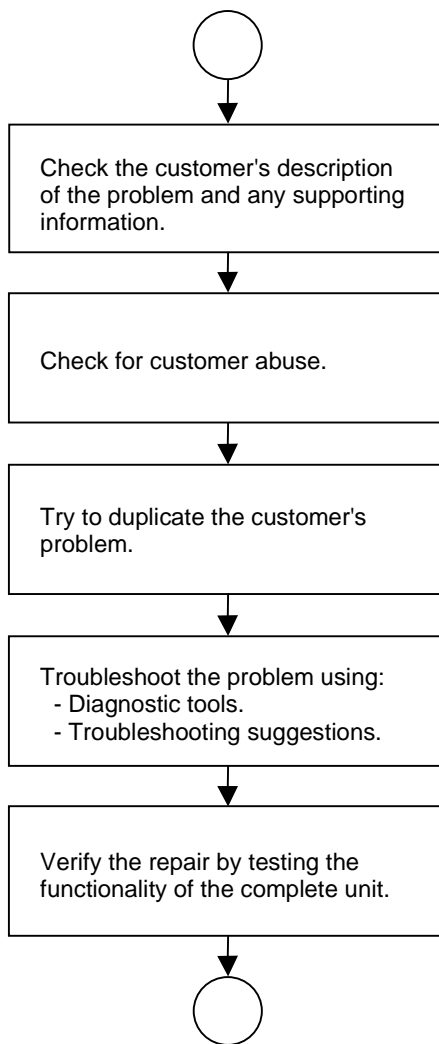 Check the customer's description
of the problem and any supporting
information.
Check for customer abuse.
Try to duplicate the customer's
problem.
Troubleshoot the problem using:
- Diagnostic tools.
- Troubleshooting suggestions.
Verify the repair by testing the
functionality of the complete unit.